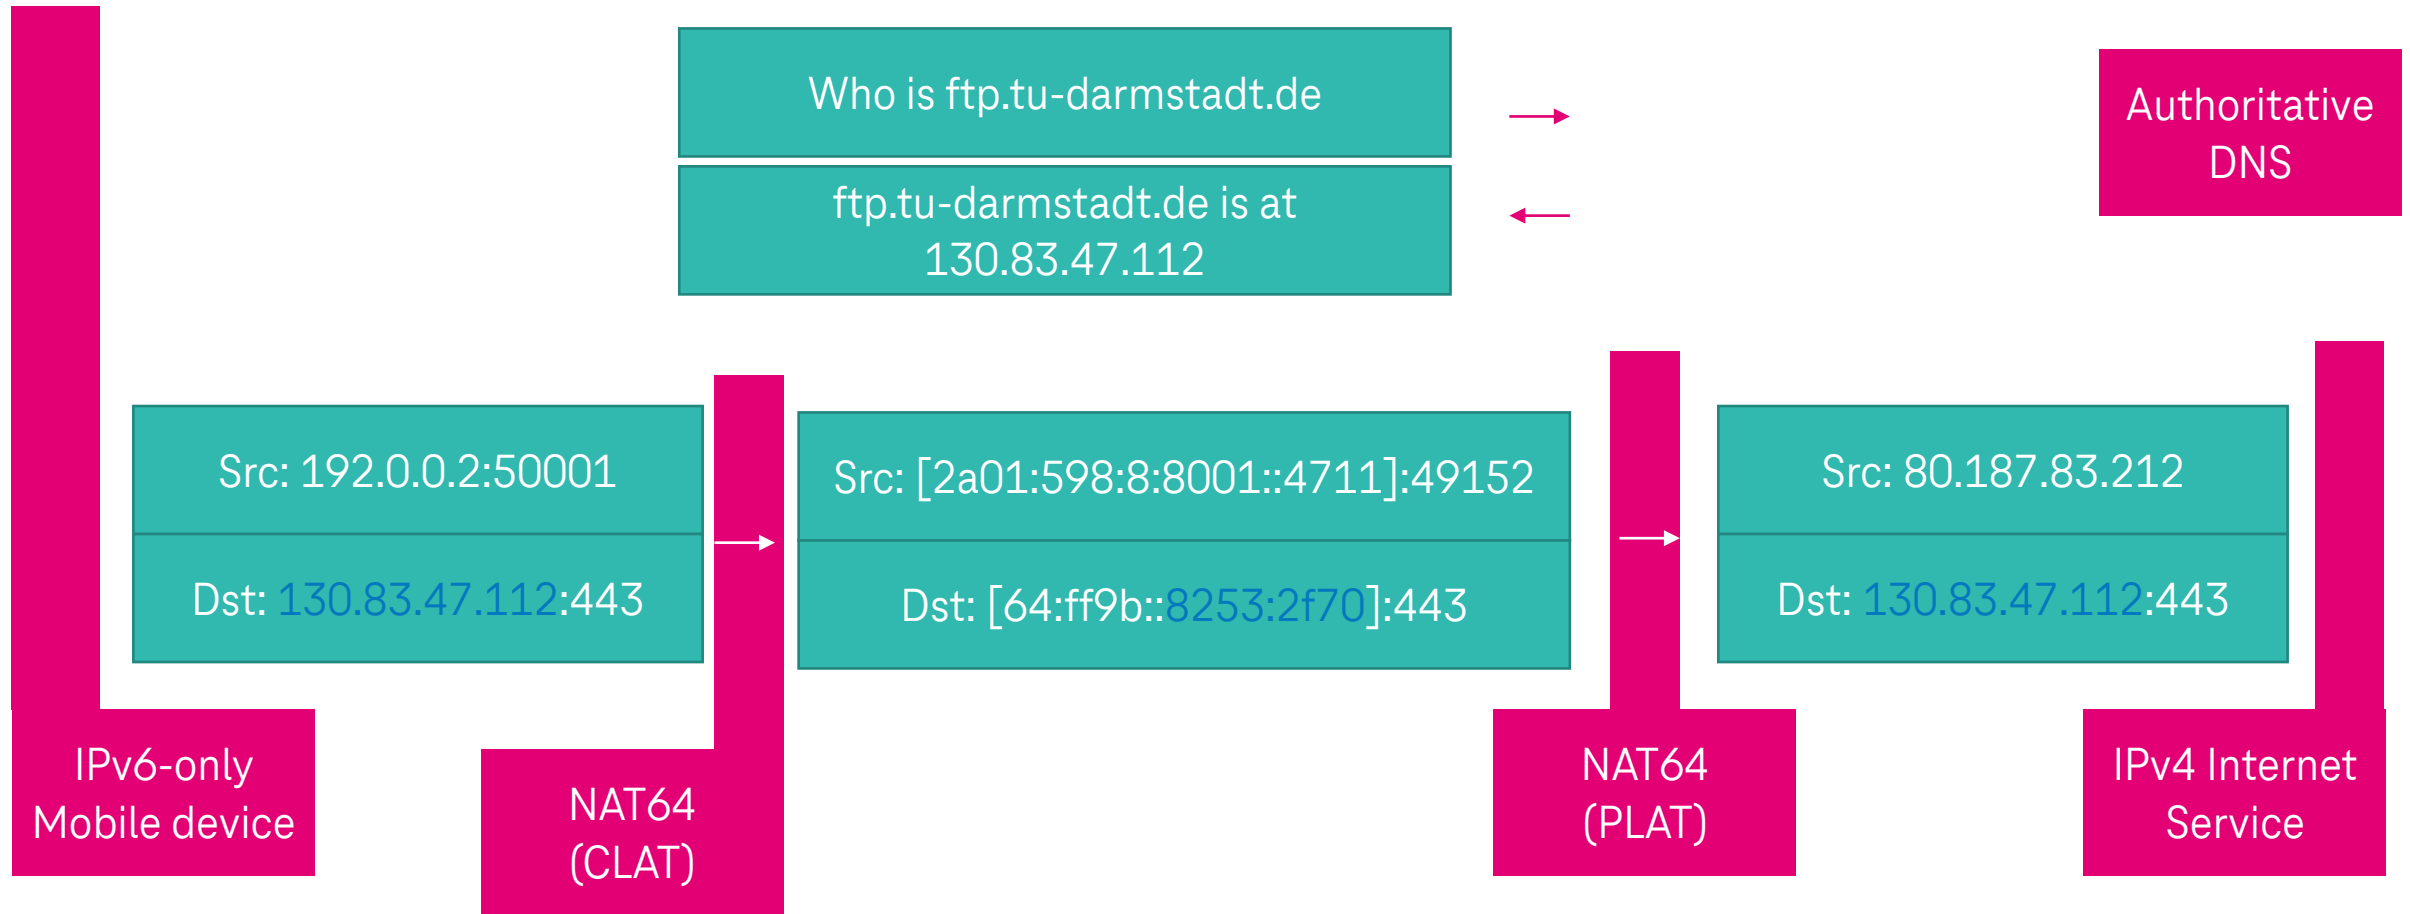 Who is ftp.tu-darmstadt.de
ftp.tu-darmstadt.de is at
130.83.47.112
Authoritative
DNS
Src: 192.0.0.2:50001
Dst: 130.83.47.112:443
Src: [2a01:598:8:8001::4711]:49152
Dst: [64:ff9b::8253:2f70]:443
Src: 80.187.83.212
Dst: 130.83.47.112:443
IPv6-only
Mobile device
NAT64
(CLAT)
NAT64
(PLAT)
IPv4 Internet
Service